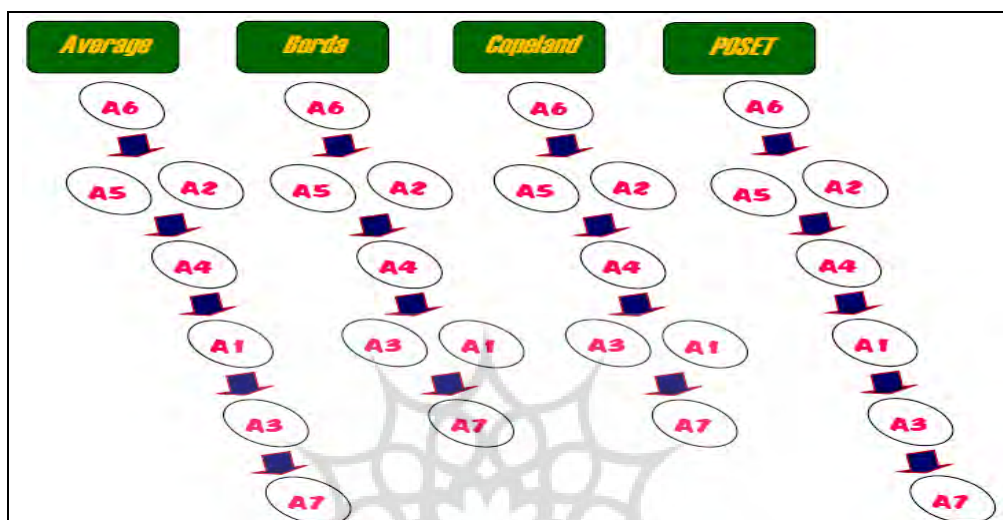 Average Borda Copeland POSET
A6 A6 A6 A6
A5 A2 A5 A2 A5 A2 A5 A2
A4 A4 A4 A4
A1 A3 A1 A3 A1 A1
A3 A7 A7 A3
A7 A7